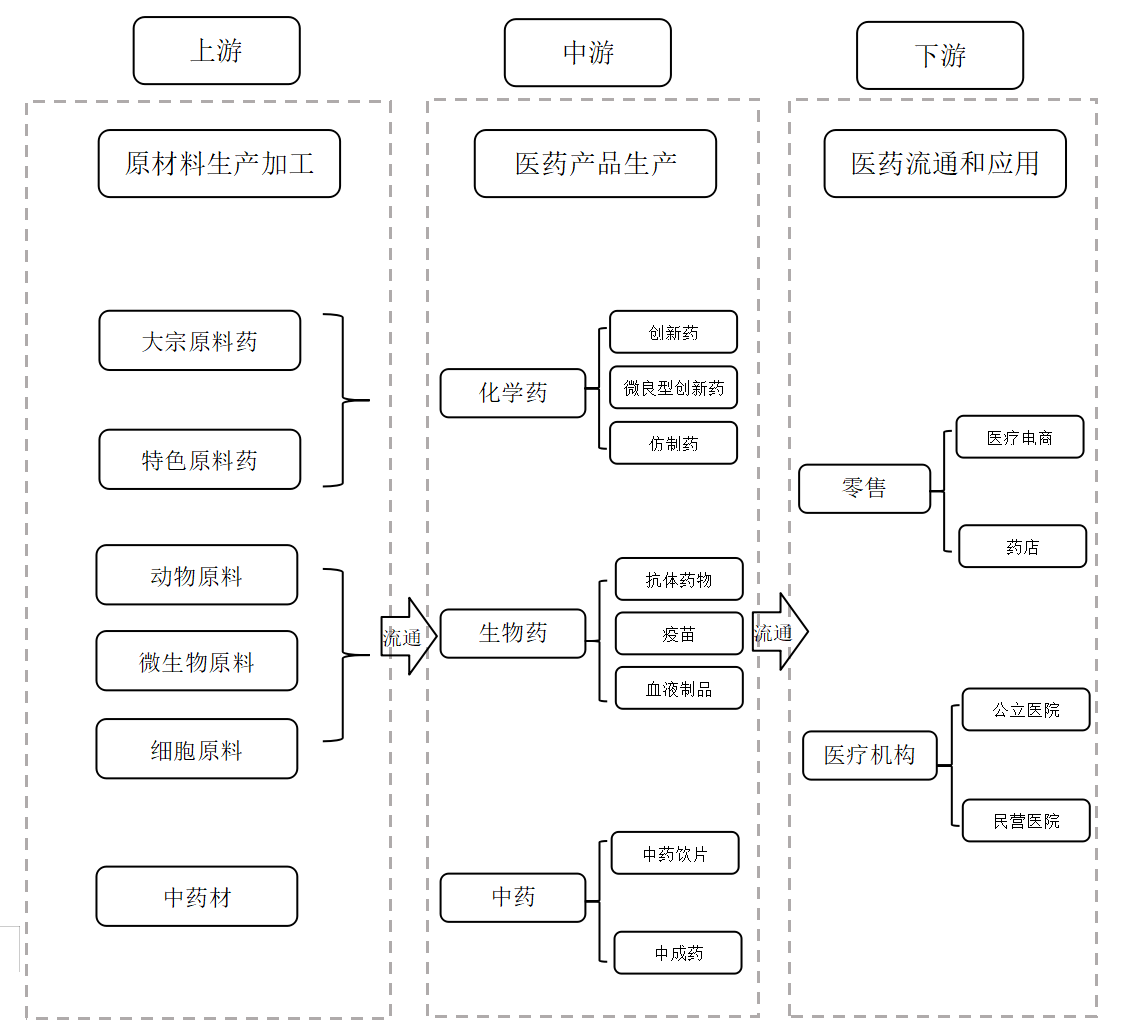 上游
中游
下游
原材料生产加工
医药产品生产
医药流通和应用
大宗原料药
特色原料药
动物原料
微生物原料
细胞原料
中药材
流通
化学药
创新药
微良型创新药
仿制药
生物药
抗体药物
疫苗
血液制品
中药
中药饮片
中成药
流通
零售
医疗电商
药店
医疗机构
公立医院
民营医院